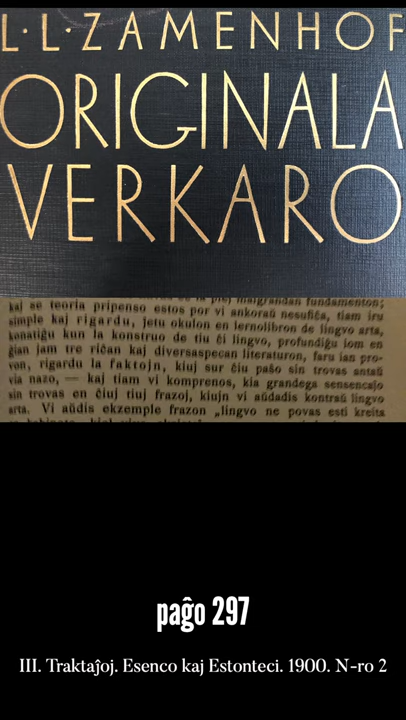 L·L·ZAMENHOF
ORIGINALA
VERKARO
kaj se teoria pripenso estos por vi ankoraŭ nesufiĉa, tiam iru
simple kaj rigardu, jetu okulon en lernolibron de lingvo arta,
konatiĝu kun la konstruo de tiu ĉi lingvo, profundiĝu iom en
ĝian jam tre riĉan kaj diversaspecan literaturon, faru ian pro-
von, rigardu la faktojn, kiuj sur ĉiu paŝo sin trovas antaŭ
via nazo, — kaj tiam vi komprenos, kia grandega sensencaĵo
sin trovas en ĉiuj tiuj frazoj, kiujn vi aŭdadis kontraŭ lingvo
arta. Vi aŭdis ekzemple frazon „lingvo ne povas esti kreita
paĝo 297
III. Traktaĵoj. Esenco kaj Estonteci. 1900. N-ro 2